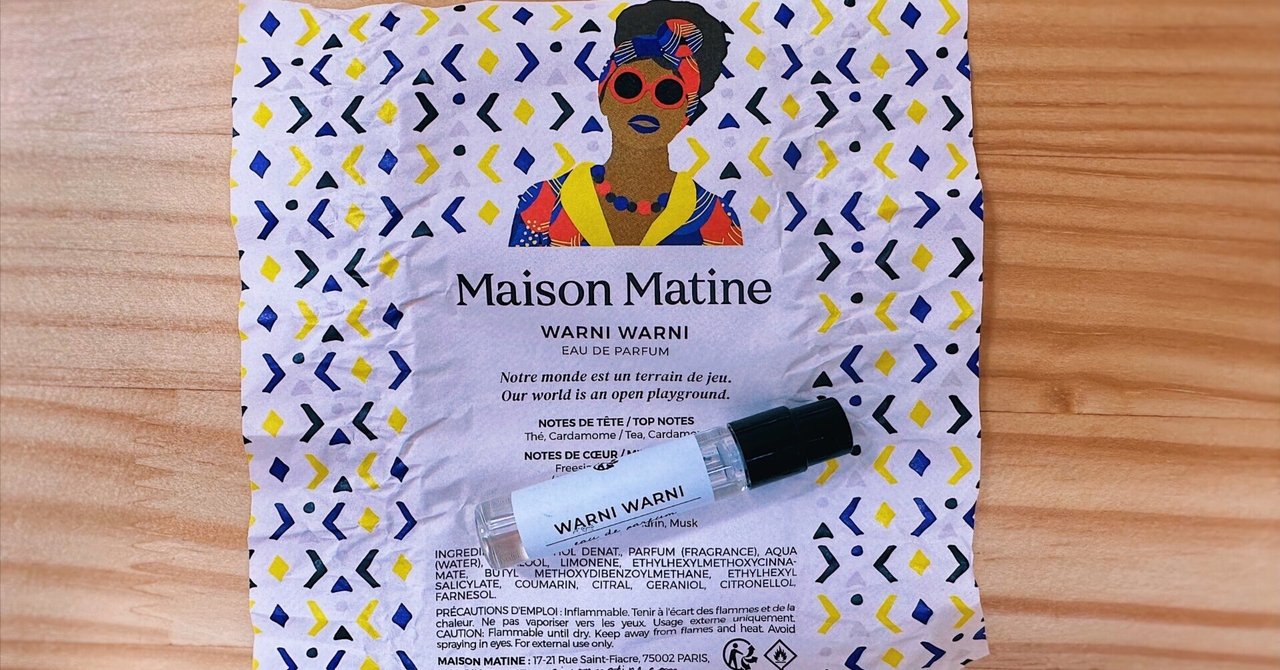 Maison Matine
WARNI WARNI
EAU DE PARFUM
Notre monde est un terrain de jeu.
Our world is an open playground.
NOTES DE TÊTE / TOP NOTES
Thé, Cardamome / Tea,
NOTES DE CŒUR /
WARNI WARNI
eau de parfum
Musk
DENAT., PARFUM (FRAGRANCE), AQUA
(WATER), LIMONENE, ETHYLHEXYLMETHOXYCINNA-
MATE, BUTYL METHOXYDIBENZOYLMETHANE, ETHYLHEXYL
SALICYLATE, COUMARIN, CITRAL, GERANIOL, CITRONELLOL,
FARNESOL.
PRÉCAUTIONS D'EMPLOI : Inflammable. Tenir à l'écart des flammes et de la
chaleur. Ne pas vaporiser vers les yeux. Usage externe uniquement.
CAUTION: Flammable until dry. Keep away from flames and heat. Avoid
spraying in eyes. For external use only.
MAISON MATINE : 17-21 Rue Saint-Fiacre, 75002 PARIS,